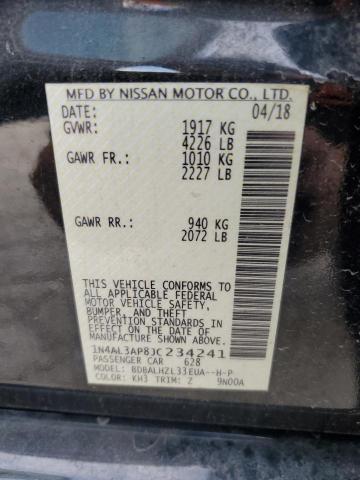 MFD BY NISSAN MOTOR CO., LTD.
DATE: 04/18
GVWR: 1917 KG
4226 LB
GAWR FR.: 1010 KG
2227 LB
GAWR RR.: 940 KG
2072 LB
THIS VEHICLE CONFORMS TO ALL
APPLICABLE FEDERAL
MOTOR VEHICLE SAFETY,
BUMPER, AND THEFT
PREVENTION STANDARDS IN
EFFECT ON THE DATE OF
MANUFACTURE SHOWN ABOVE.
1N4AL3AP8JC234241
PASSENGER CAR 628
MODEL: BDBALHZL33EUA--H-P
COLOR: KH3 TRIM: Z 9N00A